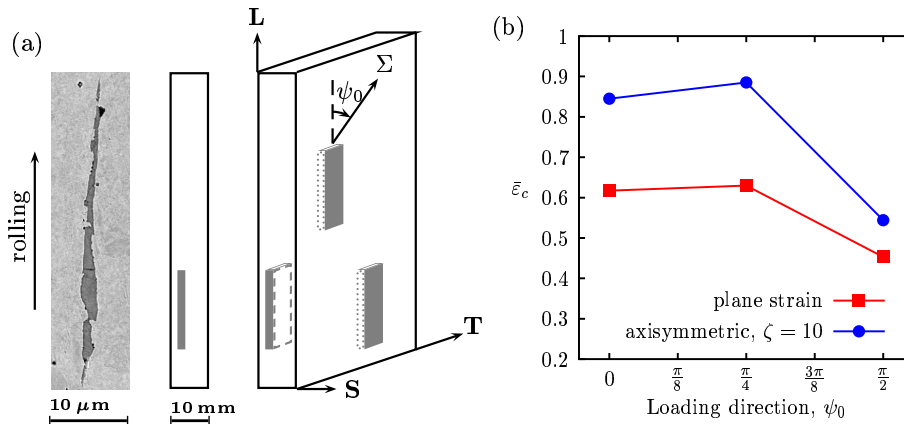 (a)
rolling
10 μm
10 mm
L
Σ
ψ₀
T
S
(b)
1
0.9
0.8
0.7
0.6
0.5
0.4
0.3
0.2
ε̄_c
plane strain
axisymmetric, ζ = 10
0 π/8 π/4 3π/8 π/2
Loading direction, ψ₀